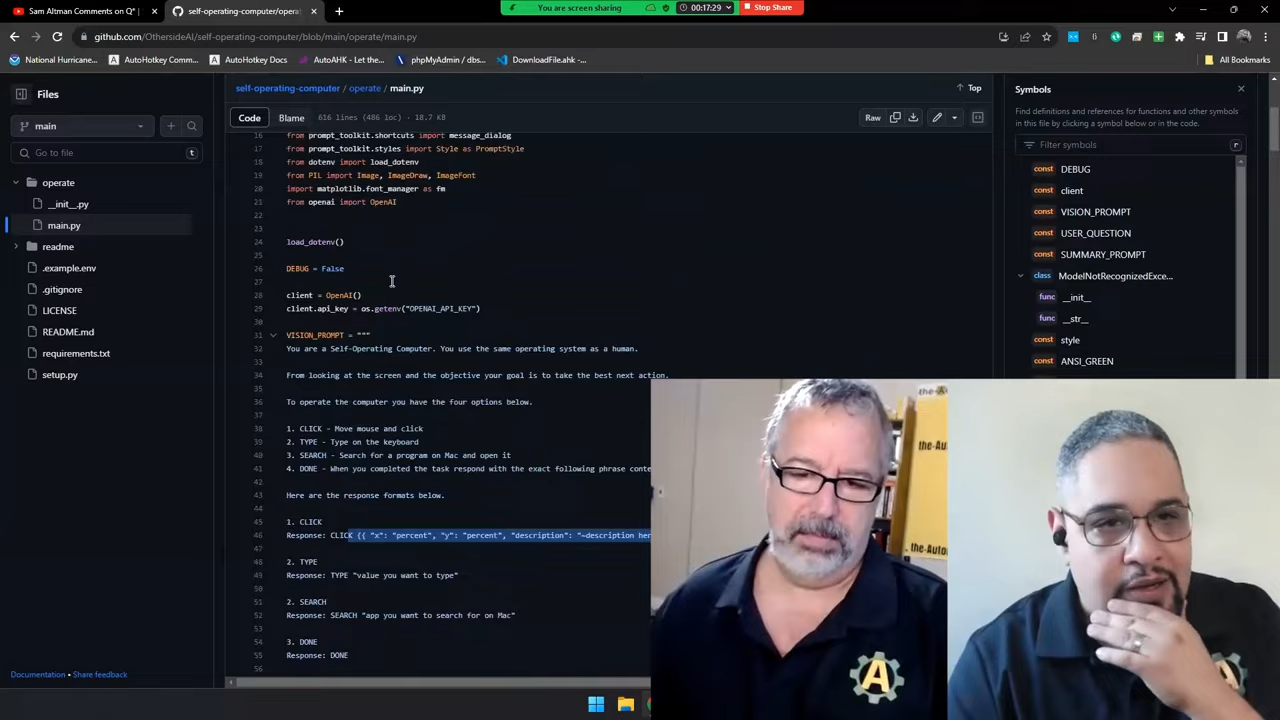 Sam Altman Comments on Q*
self-operating-computer/opera
You are screen sharing
00:17:29
Stop Share
github.com/OthersideAI/self-operating-computer/blob/main/operate/main.py
National Hurricane...
AutoHotkey Comm...
AutoHotkey Docs
AutoAHK - Let the...
phpMyAdmin / dbs...
DownloadFile.ahk -...
All Bookmarks
Files
self-operating-computer / operate / main.py
Top
Symbols
main
Code
Blame
616 lines (486 loc) · 18.7 KB
Raw
Find definitions and references for functions and other symbols
in this file by clicking a symbol below or in the code.
Go to file
t
Filter symbols
r
operate
__init__.py
main.py
readme
.example.env
.gitignore
LICENSE
README.md
requirements.txt
setup.py
Documentation • Share feedback
16 from prompt_toolkit.shortcuts import message_dialog
17 from prompt_toolkit.styles import Style as PromptStyle
18 from dotenv import load_dotenv
19 from PIL import Image, ImageDraw, ImageFont
20 import matplotlib.font_manager as fm
21 from openai import OpenAI
22
23
24 load_dotenv()
25
26 DEBUG = False
27
28 client = OpenAI()
29 client.api_key = os.getenv("OPENAI_API_KEY")
30
31 VISION_PROMPT = """
32 You are a Self-Operating Computer. You use the same operating system as a human.
33
34 From looking at the screen and the objective your goal is to take the best next action.
35
36 To operate the computer you have the four options below.
37
38 1. CLICK - Move mouse and click
39 2. TYPE - Type on the keyboard
40 3. SEARCH - Search for a program on Mac and open it
41 4. DONE - When you completed the task respond with the exact following phrase conte
42
43 Here are the response formats below.
44
45 1. CLICK
46 Response: CLICK {{ "x": "percent", "y": "percent", "description": "~description her
47
48 2. TYPE
49 Response: TYPE "value you want to type"
50
51 2. SEARCH
52 Response: SEARCH "app you want to search for on Mac"
53
54 3. DONE
55 Response: DONE
56
const DEBUG
const client
const VISION_PROMPT
const USER_QUESTION
const SUMMARY_PROMPT
class ModelNotRecognizedExce...
func __init__
func __str__
const style
const ANSI_GREEN
the-A
the-Auto
A
A